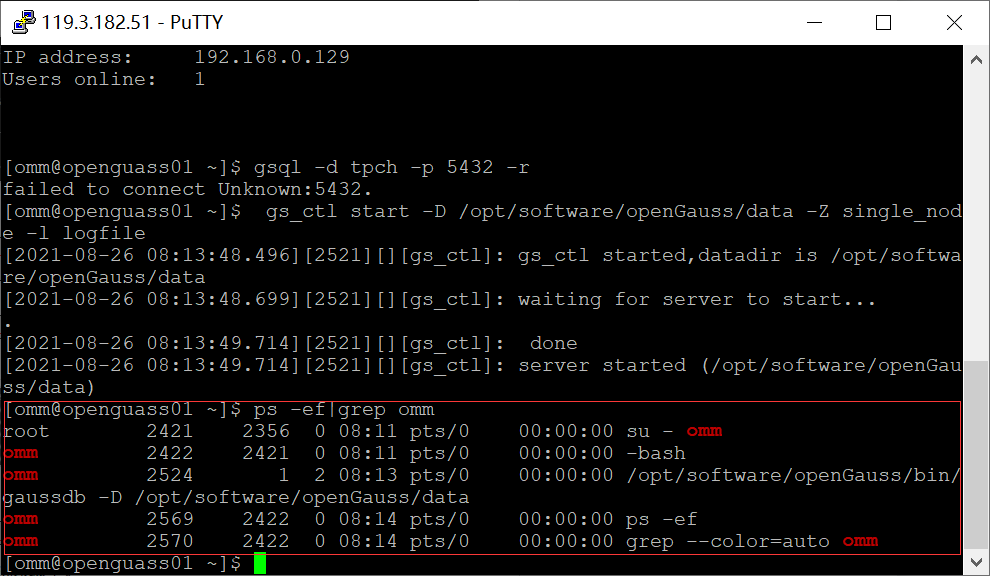 119.3.182.51 - PuTTY
IP address:     192.168.0.129
Users online:   1
[omm@openguass01 ~]$ gsql -d tpch -p 5432 -r
failed to connect Unknown:5432.
[omm@openguass01 ~]$  gs_ctl start -D /opt/software/openGauss/data -Z single_nod
e -l logfile
[2021-08-26 08:13:48.496][2521][][gs_ctl]: gs_ctl started,datadir is /opt/softwa
re/openGauss/data
[2021-08-26 08:13:48.699][2521][][gs_ctl]: waiting for server to start...
.
[2021-08-26 08:13:49.714][2521][][gs_ctl]:  done
[2021-08-26 08:13:49.714][2521][][gs_ctl]: server started (/opt/software/openGau
ss/data)
[omm@openguass01 ~]$ ps -ef|grep omm
root      2421  2356  0 08:11 pts/0    00:00:00 su - omm
omm       2422  2421  0 08:11 pts/0    00:00:00 -bash
omm       2524     1  2 08:13 pts/0    00:00:00 /opt/software/openGauss/bin/
gaussdb -D /opt/software/openGauss/data
omm       2569  2422  0 08:14 pts/0    00:00:00 ps -ef
omm       2570  2422  0 08:14 pts/0    00:00:00 grep --color=auto omm
[omm@openguass01 ~]$